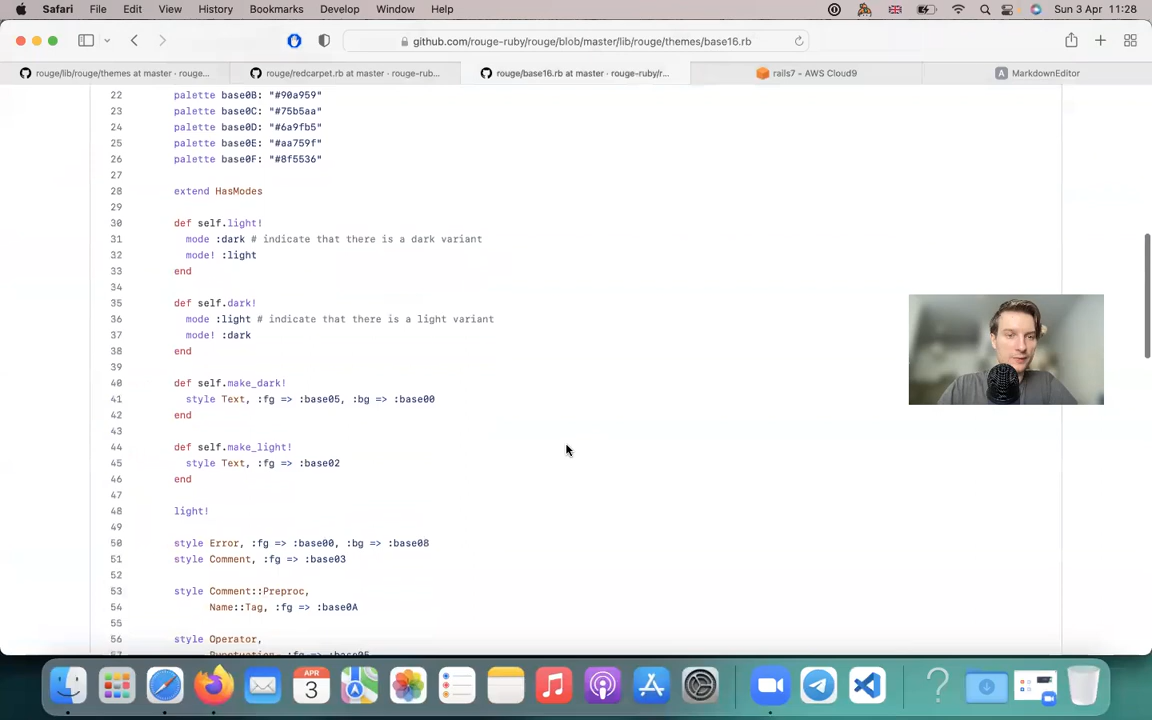 Safari File Edit View History Bookmarks Develop Window Help Sun 3 Apr 11:28
github.com/rouge-ruby/rouge/blob/master/lib/rouge/themes/base16.rb
rouge/lib/rouge/themes at master · rouge... rouge/redcarpet.rb at master · rouge-rub... rouge/base16.rb at master · rouge-ruby/r... rails7 - AWS Cloud9 A MarkdownEditor
22 palette base0B: "#90a959"
23 palette base0C: "#75b5aa"
24 palette base0D: "#6a9fb5"
25 palette base0E: "#aa759f"
26 palette base0F: "#8f5536"
27
28 extend HasModes
29
30 def self.light!
31 mode :dark # indicate that there is a dark variant
32 mode! :light
33 end
34
35 def self.dark!
36 mode :light # indicate that there is a light variant
37 mode! :dark
38 end
39
40 def self.make_dark!
41 style Text, :fg => :base05, :bg => :base00
42 end
43
44 def self.make_light!
45 style Text, :fg => :base02
46 end
47
48 light!
49
50 style Error, :fg => :base00, :bg => :base08
51 style Comment, :fg => :base03
52
53 style Comment::Preproc,
54 Name::Tag, :fg => :base0A
55
56 style Operator,
57 Punctuation, :fg => :base05
APR
3